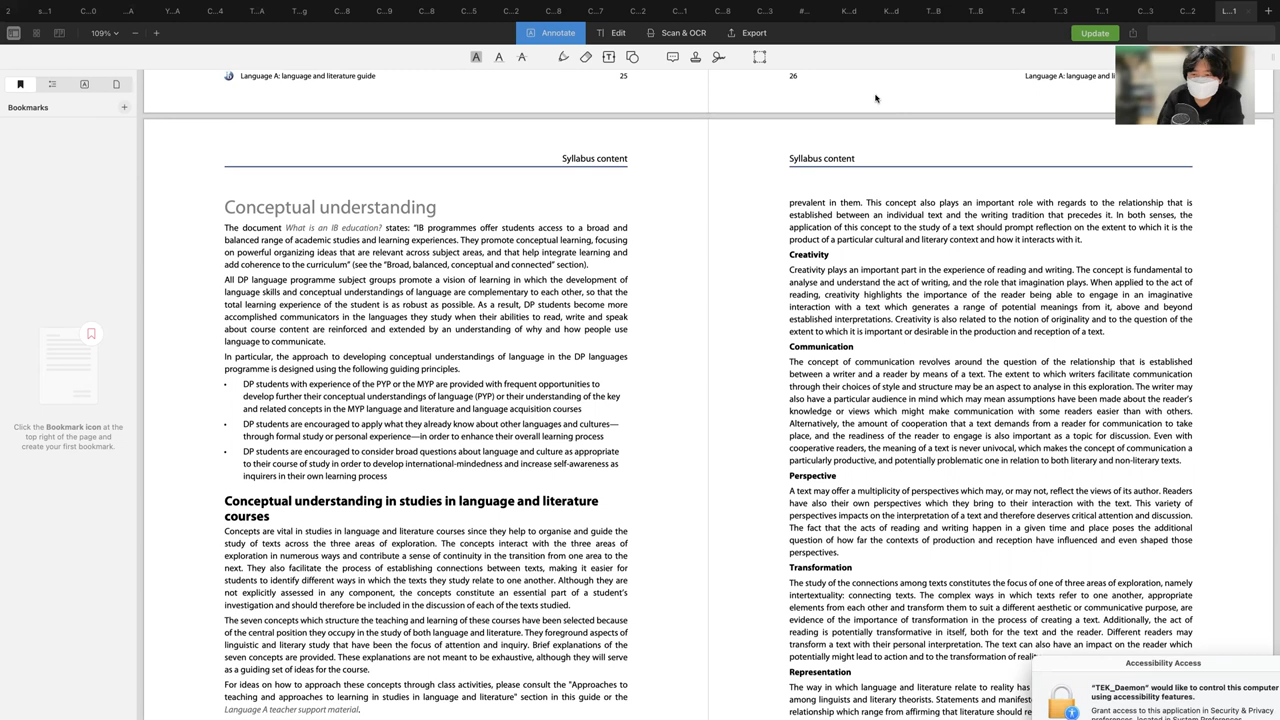 2
s...1
C...0
...A
Y...A
C...4
T...A
T...g
C...8
C...8
C...7
C...2
C...1
C...8
C...3
#...3
K...d
K...d
T...B
T...O
T...4
T...1
C...3
C...2
L...1
109%
Annotate
Edit
Scan & OCR
Export
Update
Language A: language and literature guide
25
26
Language A: language and li
Bookmarks
Click the Bookmark icon at the
top right of the page and
create your first bookmark.
Syllabus content
Conceptual understanding
The document What is an IB education? states: "IB programmes offer students access to a broad and
balanced range of academic studies and learning experiences. They promote conceptual learning, focusing
on powerful organizing ideas that are relevant across subject areas, and that help integrate learning and
add coherence to the curriculum" (see the "Broad, balanced, conceptual and connected" section).
All DP language programme subject groups promote a vision of learning in which the development of
language skills and conceptual understandings of language are complementary to each other, so that the
total learning experience of the student is as robust as possible. As a result, DP students become more
accomplished communicators in the languages they study when their abilities to read, write and speak
about course content are reinforced and extended by an understanding of why and how people use
language to communicate.
In particular, the approach to developing conceptual understandings of language in the DP languages
programme is designed using the following guiding principles.
• DP students with experience of the PYP or the MYP are provided with frequent opportunities to
develop further their conceptual understandings of language (PYP) or their understanding of the key
and related concepts in the MYP language and literature and language acquisition courses
• DP students are encouraged to apply what they already know about other languages and cultures—
through formal study or personal experience—in order to enhance their overall learning process
• DP students are encouraged to consider broad questions about language and culture as appropriate
to their course of study in order to develop international-mindedness and increase self-awareness as
inquirers in their own learning process
Conceptual understanding in studies in language and literature
courses
Concepts are vital in studies in language and literature courses since they help to organise and guide the
study of texts across the three areas of exploration. The concepts interact with the three areas of
exploration in numerous ways and contribute a sense of continuity in the transition from one area to the
next. They also facilitate the process of establishing connections between texts, making it easier for
students to identify different ways in which the texts they study relate to one another. Although they are
not explicitly assessed in any component, the concepts constitute an essential part of a student's
investigation and should therefore be included in the discussion of each of the texts studied.
The seven concepts which structure the teaching and learning of these courses have been selected because
of the central position they occupy in the study of both language and literature. They foreground aspects of
linguistic and literary study that have been the focus of attention and inquiry. Brief explanations of the
seven concepts are provided. These explanations are not meant to be exhaustive, although they will serve
as a guiding set of ideas for the course.
For ideas on how to approach these concepts through class activities, please consult the "Approaches to
teaching and approaches to learning in studies in language and literature" section in this guide or the
Language A teacher support material.
Syllabus content
prevalent in them. This concept also plays an important role with regards to the relationship that is
established between an individual text and the writing tradition that precedes it. In both senses, the
application of this concept to the study of a text should prompt reflection on the extent to which it is the
product of a particular cultural and literary context and how it interacts with it.
Creativity
Creativity plays an important part in the experience of reading and writing. The concept is fundamental to
analyse and understand the act of writing, and the role that imagination plays. When applied to the act of
reading, creativity highlights the importance of the reader being able to engage in an imaginative
interaction with a text which generates a range of potential meanings from it, above and beyond
established interpretations. Creativity is also related to the notion of originality and to the question of the
extent to which it is important or desirable in the production and reception of a text.
Communication
The concept of communication revolves around the question of the relationship that is established
between a writer and a reader by means of a text. The extent to which writers facilitate communication
through their choices of style and structure may be an aspect to analyse in this exploration. The writer may
also have a particular audience in mind which may mean assumptions have been made about the reader's
knowledge or views which might make communication with some readers easier than with others.
Alternatively, the amount of cooperation that a text demands from a reader for communication to take
place, and the readiness of the reader to engage is also important as a topic for discussion. Even with
cooperative readers, the meaning of a text is never univocal, which makes the concept of communication a
particularly productive, and potentially problematic one in relation to both literary and non-literary texts.
Perspective
A text may offer a multiplicity of perspectives which may, or may not, reflect the views of its author. Readers
have also their own perspectives which they bring to their interaction with the text. This variety of
perspectives impacts on the interpretation of a text and therefore deserves critical attention and discussion.
The fact that the acts of reading and writing happen in a given time and place poses the additional
question of how far the contexts of production and reception have influenced and even shaped those
perspectives.
Transformation
The study of the connections among texts constitutes the focus of one of three areas of exploration, namely
intertextuality: connecting texts. The complex ways in which texts refer to one another, appropriate
elements from each other and transform them to suit a different aesthetic or communicative purpose, are
evidence of the importance of transformation in the process of creating a text. Additionally, the act of
reading is potentially transformative in itself, both for the text and the reader. Different readers may
transform a text with their personal interpretation. The text can also have an impact on the reader which
potentially might lead to action and to the transformation of realit
Representation
The way in which language and literature relate to reality has
among linguists and literary theorists. Statements and manifest
relationship which range from affirming that literature should re
Accessibility Access
"TEK_Daemon" would like to control this computer
using accessibility features.
Grant access to this application in Security & Privacy
preferences, located in System Preferences.